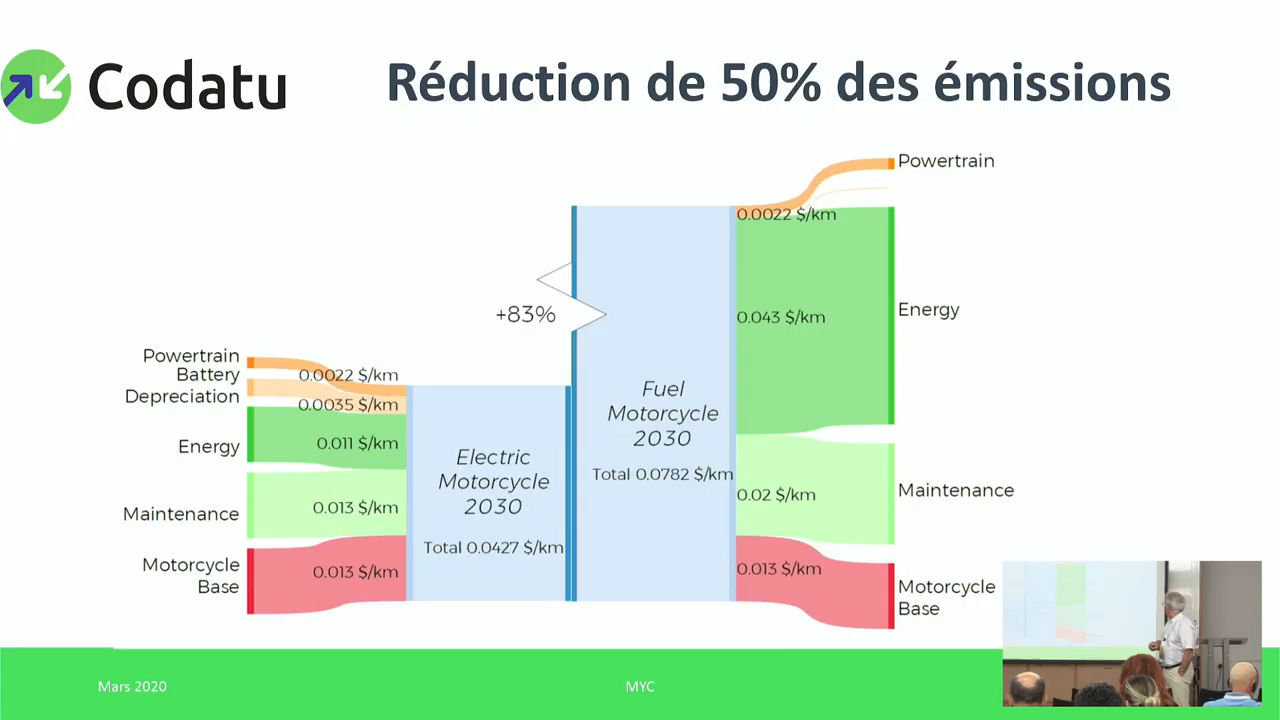 Codatu
Réduction de 50% des émissions
Powertrain
0.0022 $/km
0.043 $/km
Energy
+83%
Powertrain
Battery
Depreciation
0.0022 $/km
0.0035 $/km
Energy
0.011 $/km
Maintenance
0.013 $/km
Motorcycle
Base
0.013 $/km
Electric
Motorcycle
2030
Total 0.0427 $/km
Fuel
Motorcycle
2030
Total 0.0782 $/km
0.02 $/km
Maintenance
0.013 $/km
Motorcycle
Base
Mars 2020
MYC